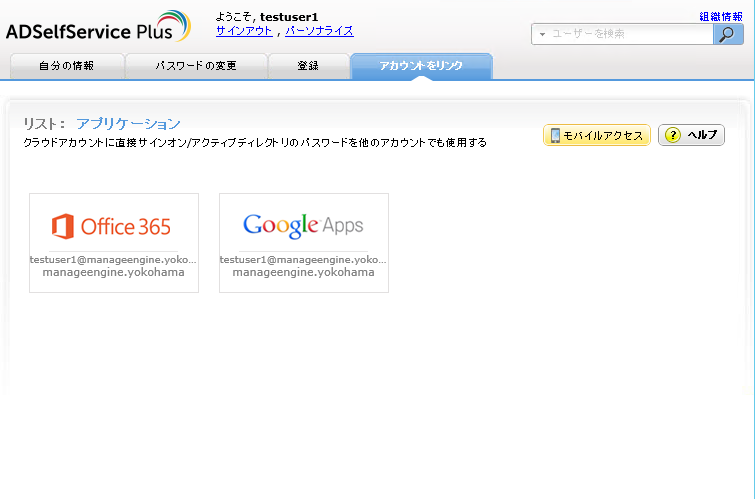 ADSelfService Plus
ようこそ, testuser1
サインアウト , パーソナライズ
組織情報
ユーザーを検索
自分の情報
パスワードの変更
登録
アカウントをリンク
リスト： アプリケーション
クラウドアカウントに直接サインオン/アクティブディレクトリのパスワードを他のアカウントでも使用する
モバイルアクセス
? ヘルプ
Office 365
testuser1@manageengine.yoko...
manageengine.yokohama
Google Apps
testuser1@manageengine.yoko...
manageengine.yokohama